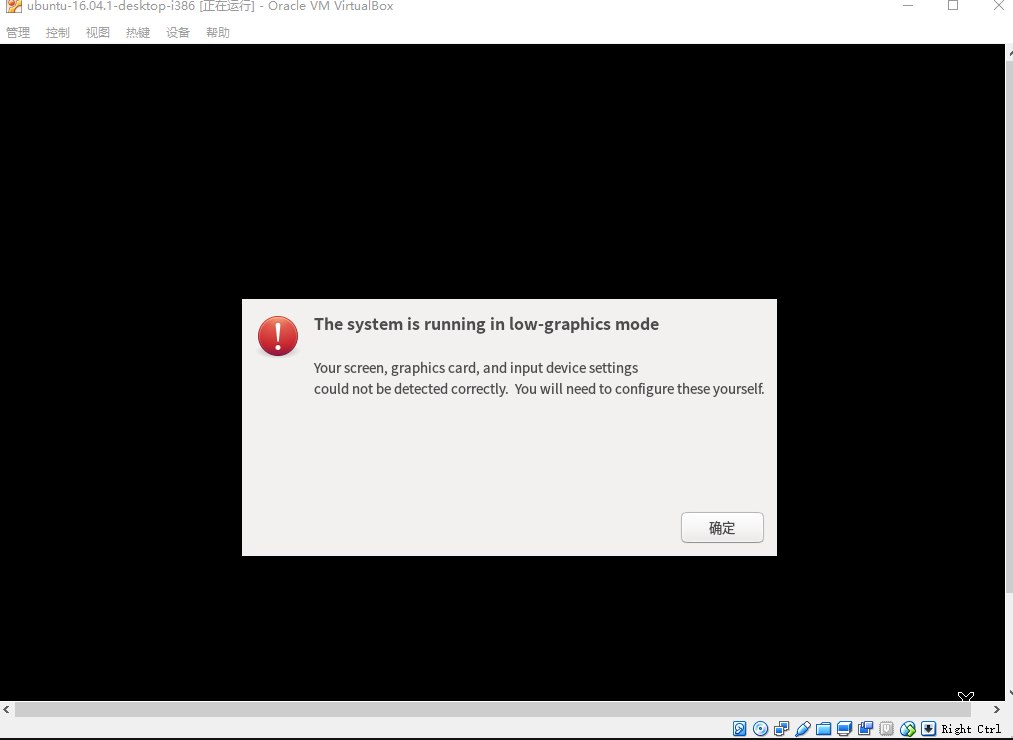 ubuntu-16.04.1-desktop-i386 [正在运行] - Oracle VM VirtualBox
管理 控制 视图 热键 设备 帮助
The system is running in low-graphics mode
Your screen, graphics card, and input device settings
could not be detected correctly.  You will need to configure these yourself.
确定
Right Ctrl